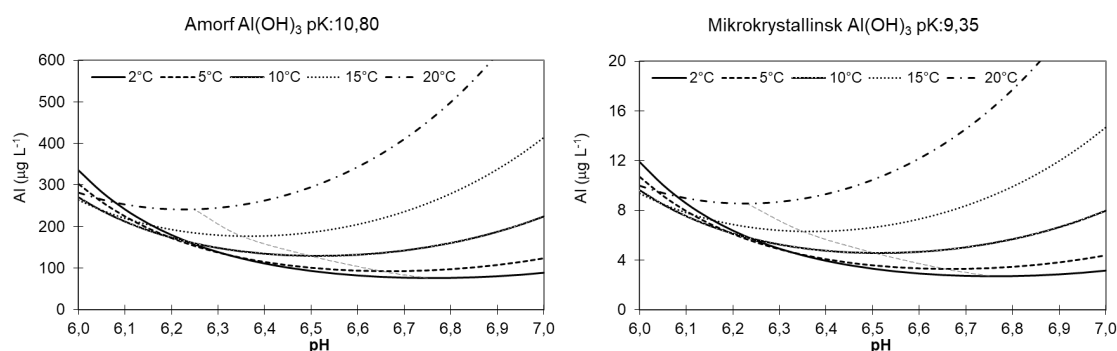 Amorf Al(OH)₃ pK:10,80
600
500
400
300
200
100
0
Al (µg L⁻¹)
2°C 5°C 10°C 15°C 20°C
6,0 6,1 6,2 6,3 6,4 6,5 6,6 6,7 6,8 6,9 7,0
pH
Mikrokrystallinsk Al(OH)₃ pK:9,35
20
16
12
8
4
0
Al (µg L⁻¹)
2°C 5°C 10°C 15°C 20°C
6,0 6,1 6,2 6,3 6,4 6,5 6,6 6,7 6,8 6,9 7,0
pH